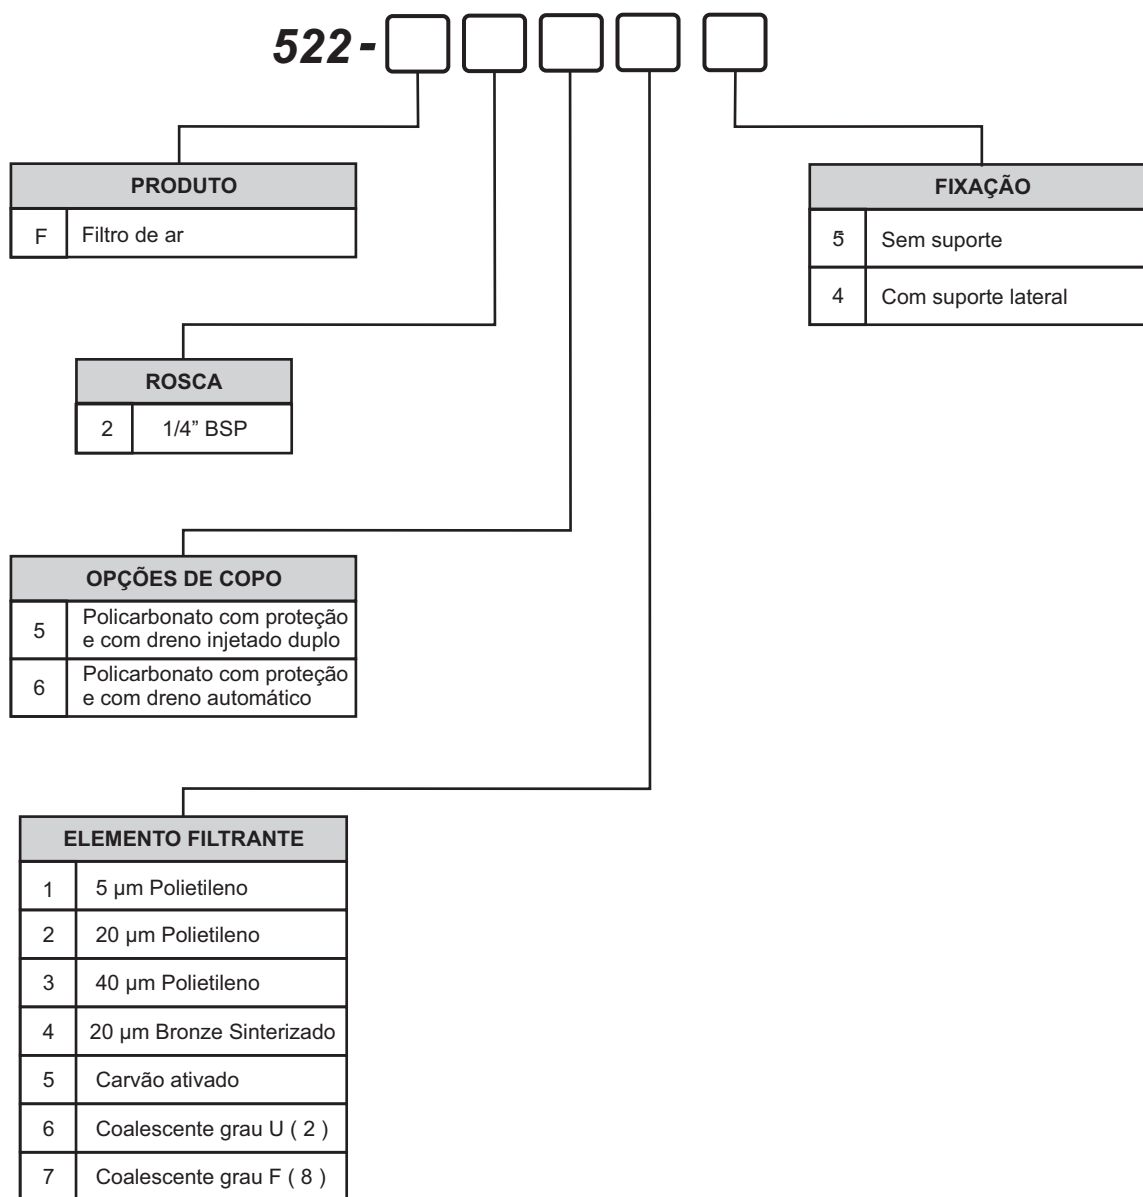 522-
PRODUTO
F Filtro de ar
FIXAÇÃO
5 Sem suporte
4 Com suporte lateral
ROSCA
2 1/4” BSP
OPÇÕES DE COPO
5 Policarbonato com proteção
e com dreno injetado duplo
6 Policarbonato com proteção
e com dreno automático
ELEMENTO FILTRANTE
1 5 µm Polietileno
2 20 µm Polietileno
3 40 µm Polietileno
4 20 µm Bronze Sinterizado
5 Carvão ativado
6 Coalescente grau U ( 2 )
7 Coalescente grau F ( 8 )